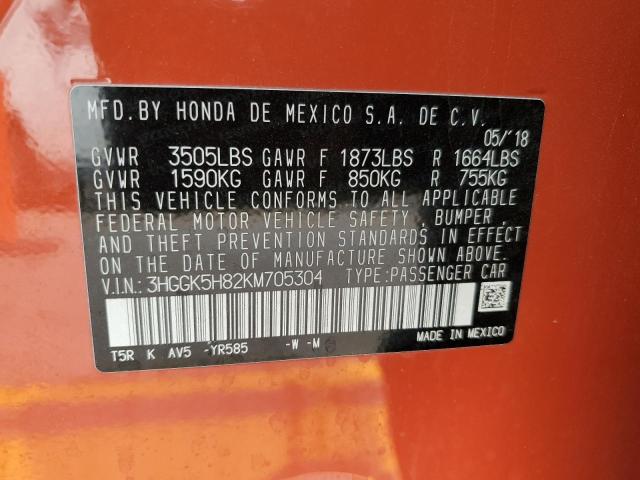 MFD.BY HONDA DE MEXICO S.A. DE C.V.
05/'18
GVWR 3505LBS GAWR F 1873LBS R 1664LBS
GVWR 1590KG GAWR F 850KG R 755KG
THIS VEHICLE CONFORMS TO ALL APPLICABLE
FEDERAL MOTOR VEHICLE SAFETY, BUMPER,
AND THEFT PREVENTION STANDARDS IN EFFECT
ON THE DATE OF MANUFACTURE SHOWN ABOVE.
V.I.N.: 3HGGK5H82KM705304 TYPE:PASSENGER CAR
MADE IN MEXICO
T5R K AV5 -YR585 -W -M